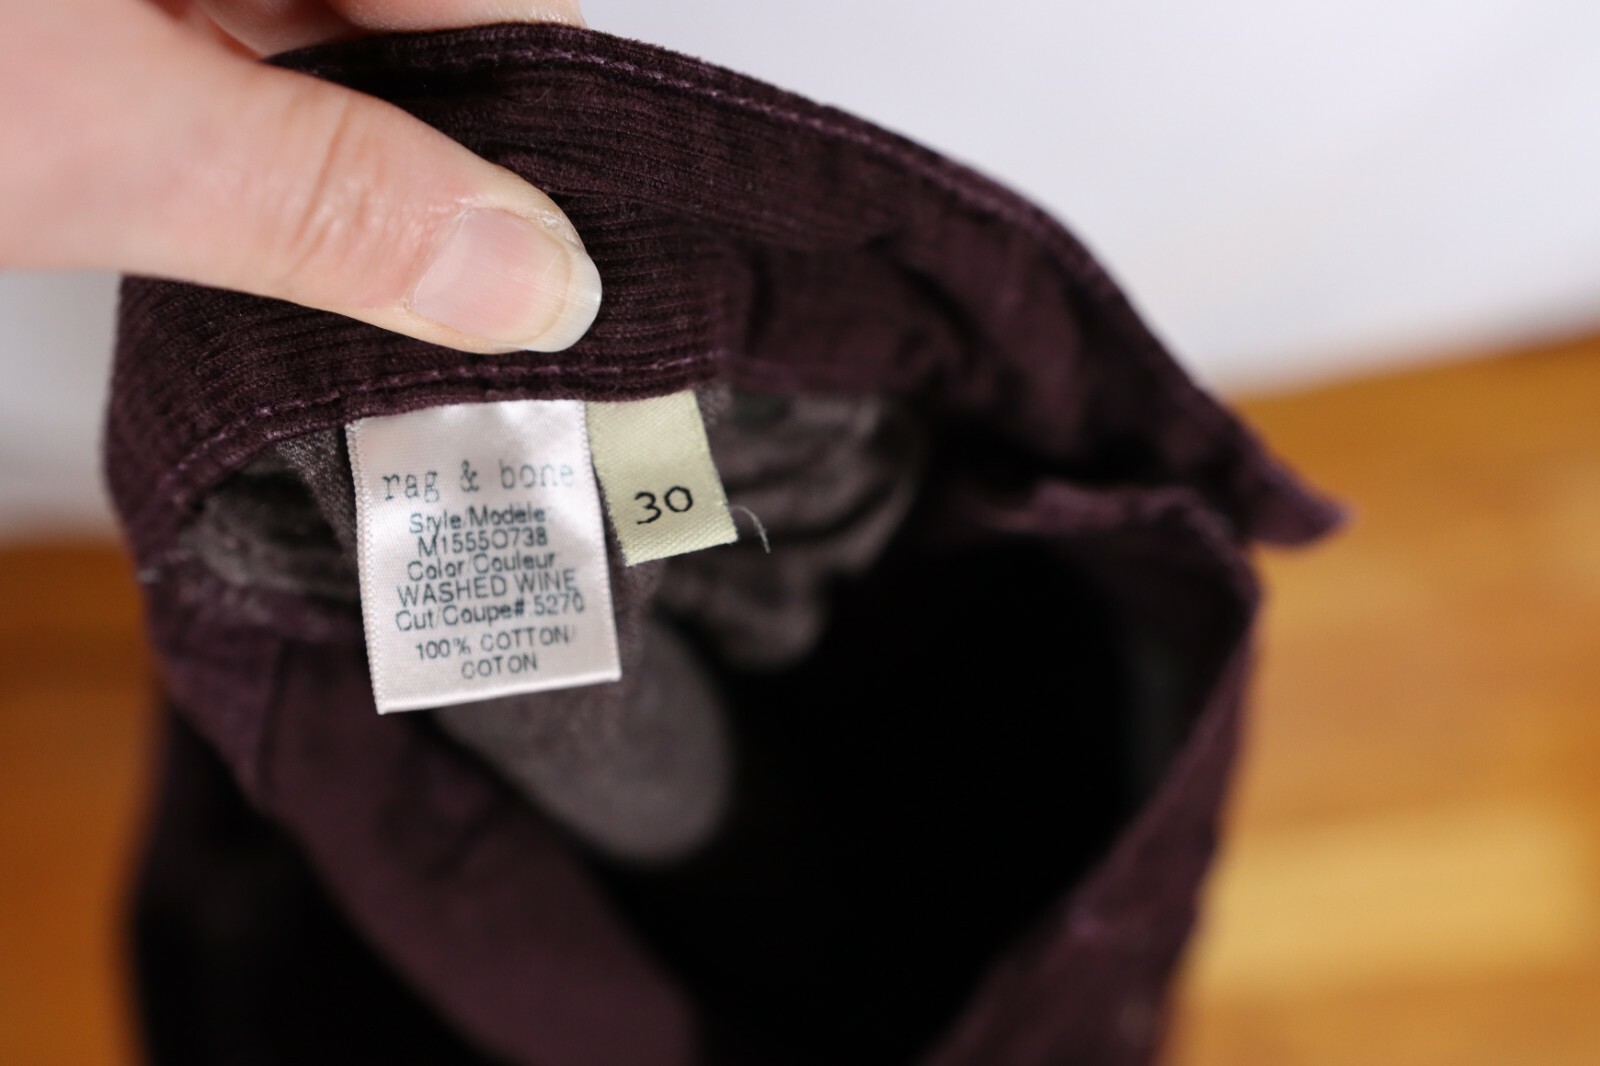 rag & bone
Style/Modele
M1555O738
Color/Couleur
WASHED WINE
Cut/Coupe# 5270
100% COTTON/
COTON
30